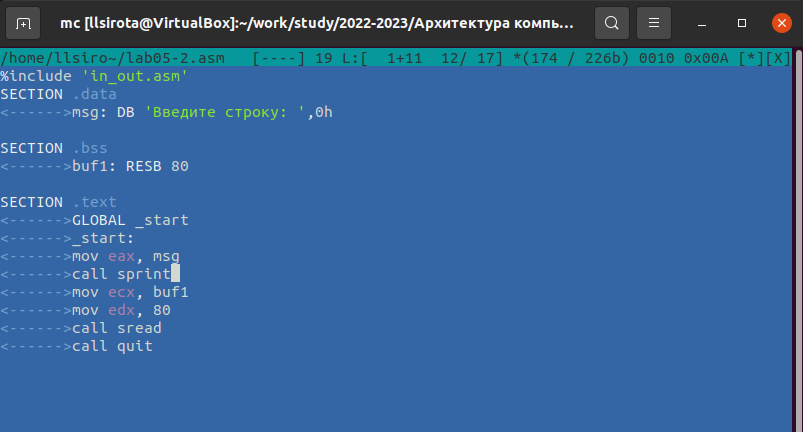 mc [llsirota@VirtualBox]:~/work/study/2022-2023/Архитектура компь…
/home/llsiro~/lab05-2.asm   [----] 19 L:[  1+11  12/ 17] *(174 / 226b) 0010 0x00A [*][X]
%include 'in_out.asm'
SECTION .data
<------>msg: DB 'Введите строку: ',0h
SECTION .bss
<------>buf1: RESB 80
SECTION .text
<------>GLOBAL _start
<------>_start:
<------>mov eax, msg
<------>call sprint
<------>mov ecx, buf1
<------>mov edx, 80
<------>call sread
<------>call quit